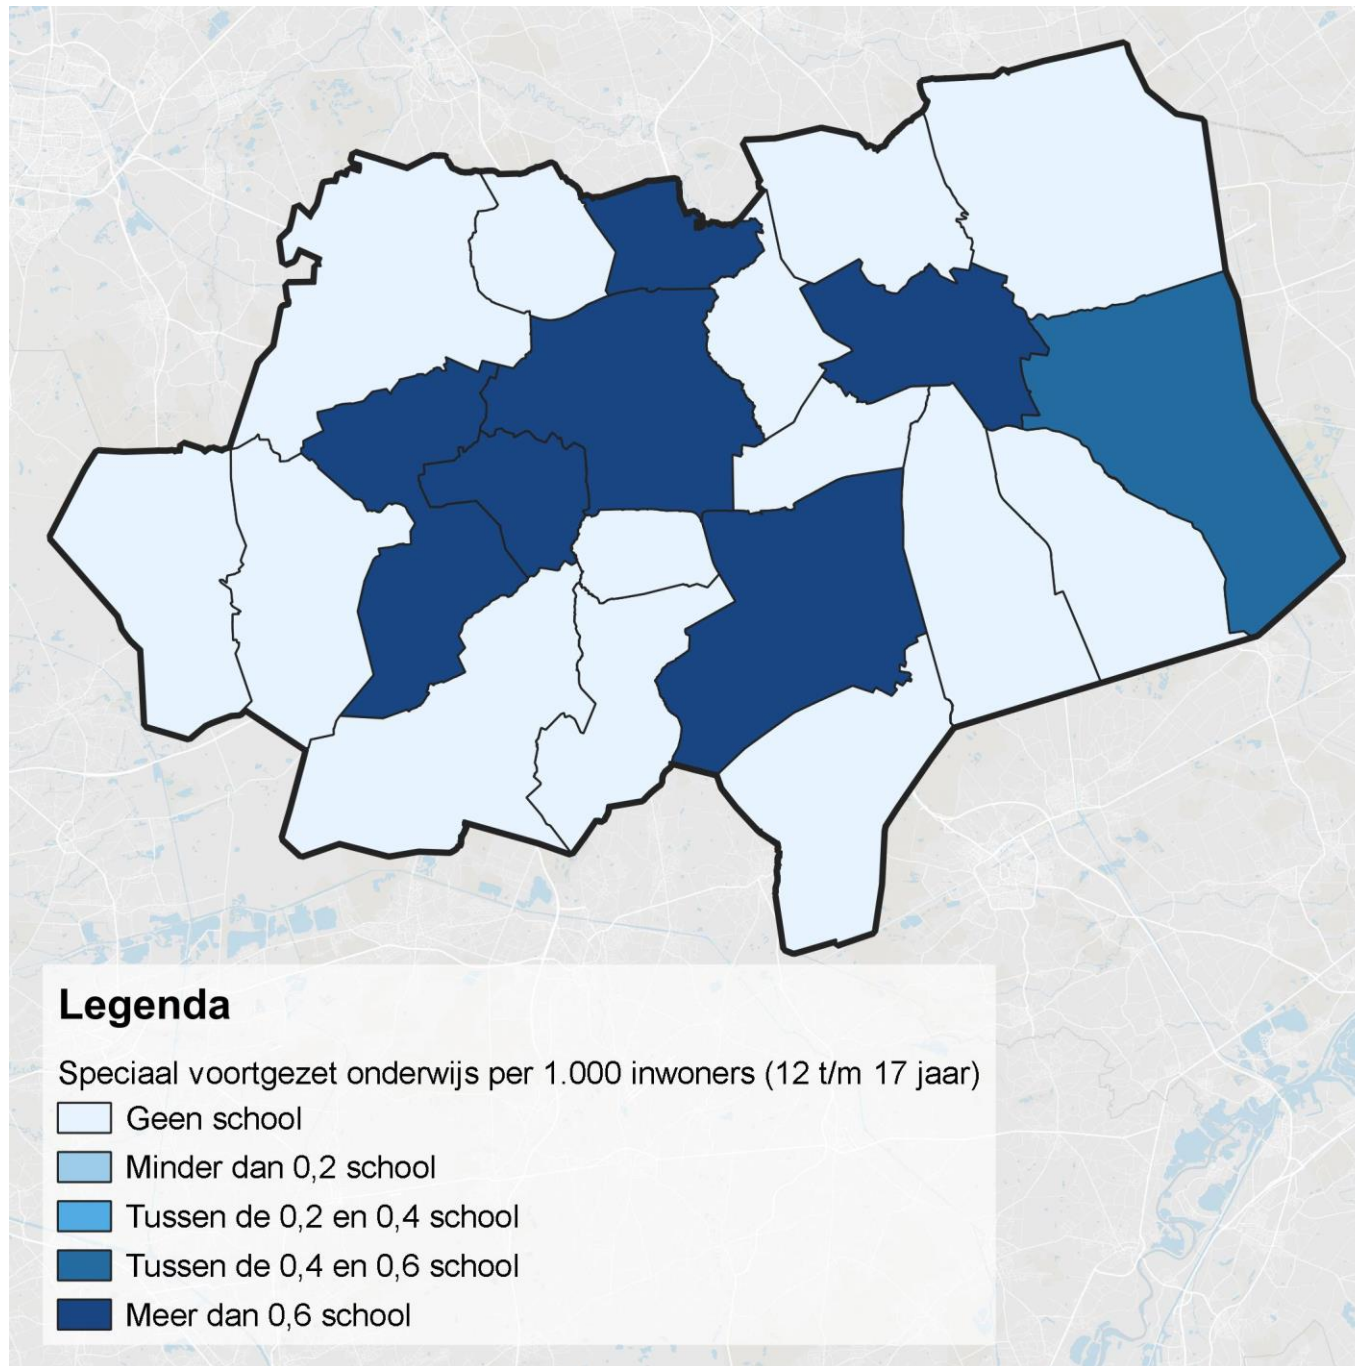 Legenda
Speciaal voortgezet onderwijs per 1.000 inwoners (12 t/m 17 jaar)
Geen school
Minder dan 0,2 school
Tussen de 0,2 en 0,4 school
Tussen de 0,4 en 0,6 school
Meer dan 0,6 school